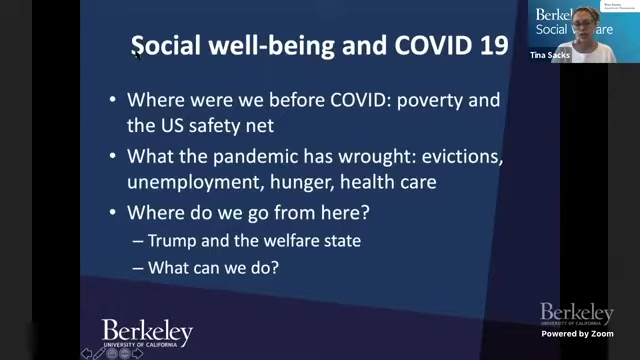 Social well-being and COVID 19
• Where were we before COVID: poverty and
the US safety net
• What the pandemic has wrought: evictions,
unemployment, hunger, health care
• Where do we go from here?
– Trump and the welfare state
– What can we do?
Berkeley
UNIVERSITY OF CALIFORNIA
Berkeley
Social
Tina Sacks
Tina Sacks
Berkeley
UNIVERSITY OF CALIFORNIA
Powered by Zoom